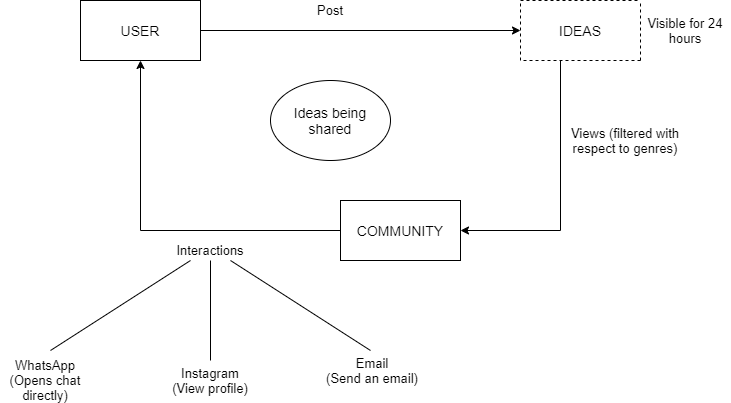 Post
USER
IDEAS
Visible for 24
hours
Ideas being
shared
Views (filtered with
respect to genres)
COMMUNITY
Interactions
WhatsApp
(Opens chat
directly)
Instagram
(View profile)
Email
(Send an email)